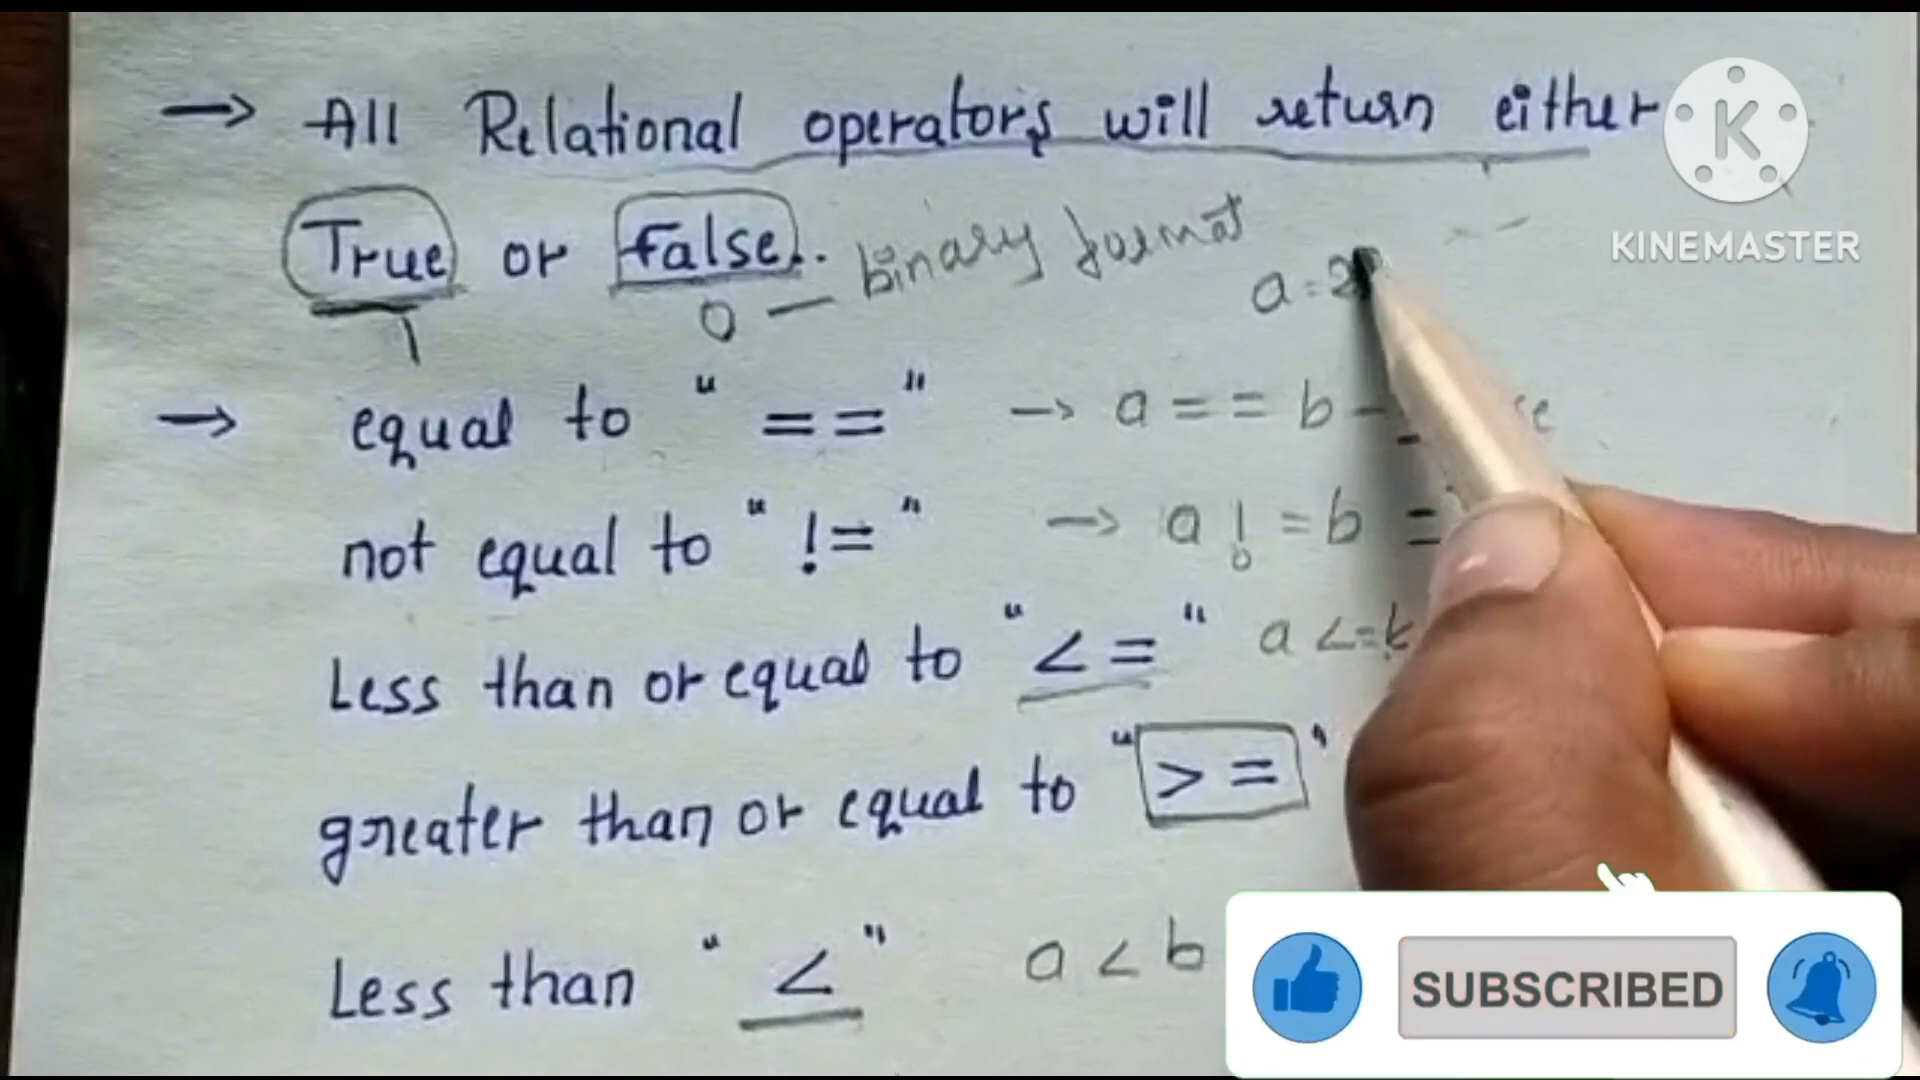 → All Relational operators will return either
True or False.
1 0 — binary format
a = 2
→ equal to " == " → a == b -
not equal to " != " → a != b =
Less than or equal to " <= " a <= b
greater than or equal to " >= "
Less than " < " a < b
K
KINEMASTER
SUBSCRIBED